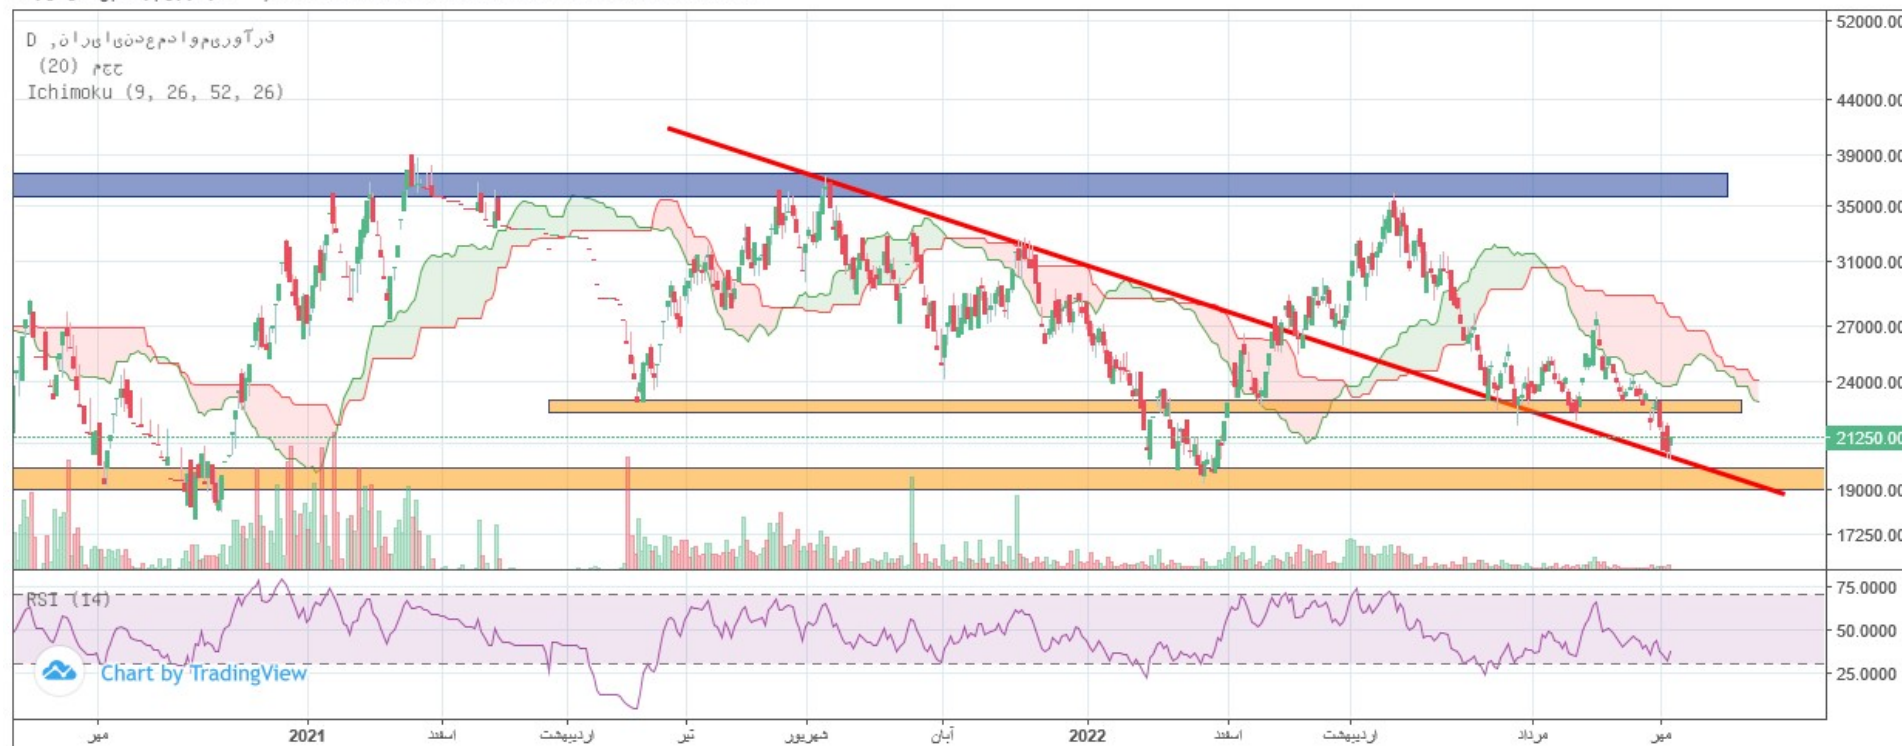 فرآوریموادمعدنیایران, D
حجم (20)
Ichimoku (9, 26, 52, 26)
52000.00
44000.00
39000.00
35000.00
31000.00
27000.00
24000.00
21250.00
19000.00
17250.00
RSI (14)
75.0000
50.0000
25.0000
Chart by TradingView
مهر 2021 اسفند اردیبهشت تیر شهریور آبان 2022 اسفند اردیبهشت مرداد مهر